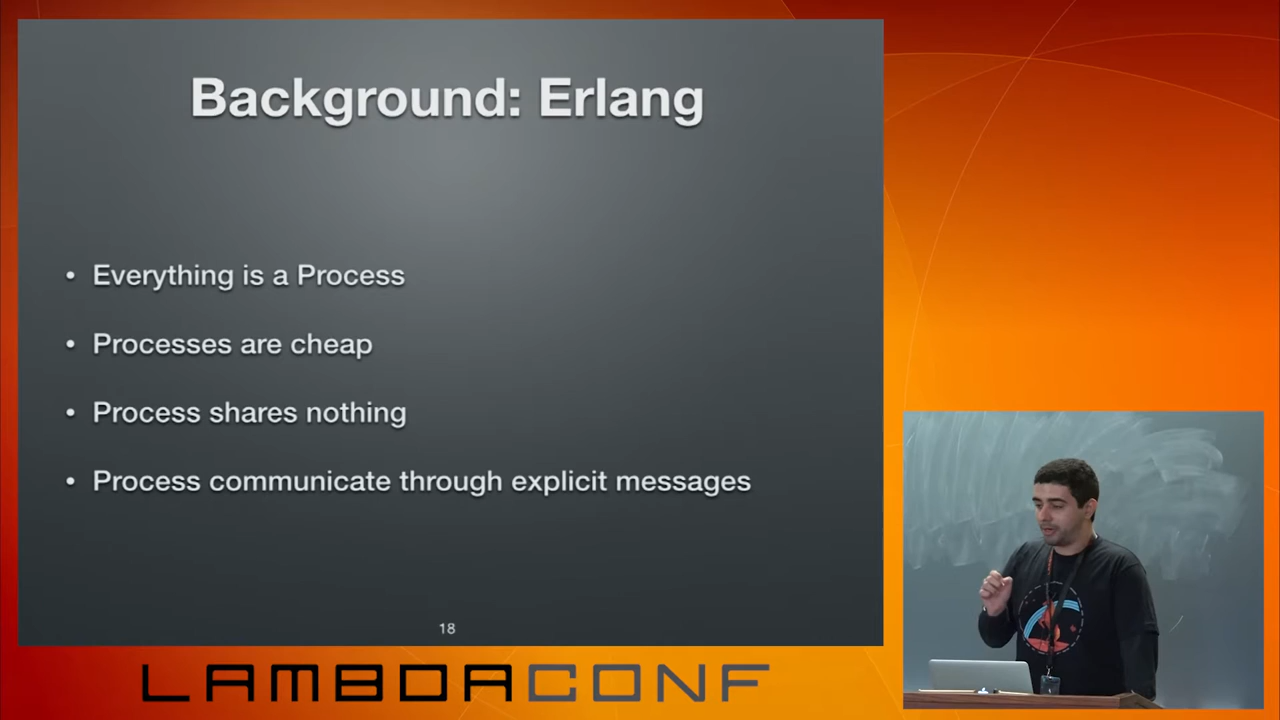 Background: Erlang
• Everything is a Process
• Processes are cheap
• Process shares nothing
• Process communicate through explicit messages
18
LAMBDACONF